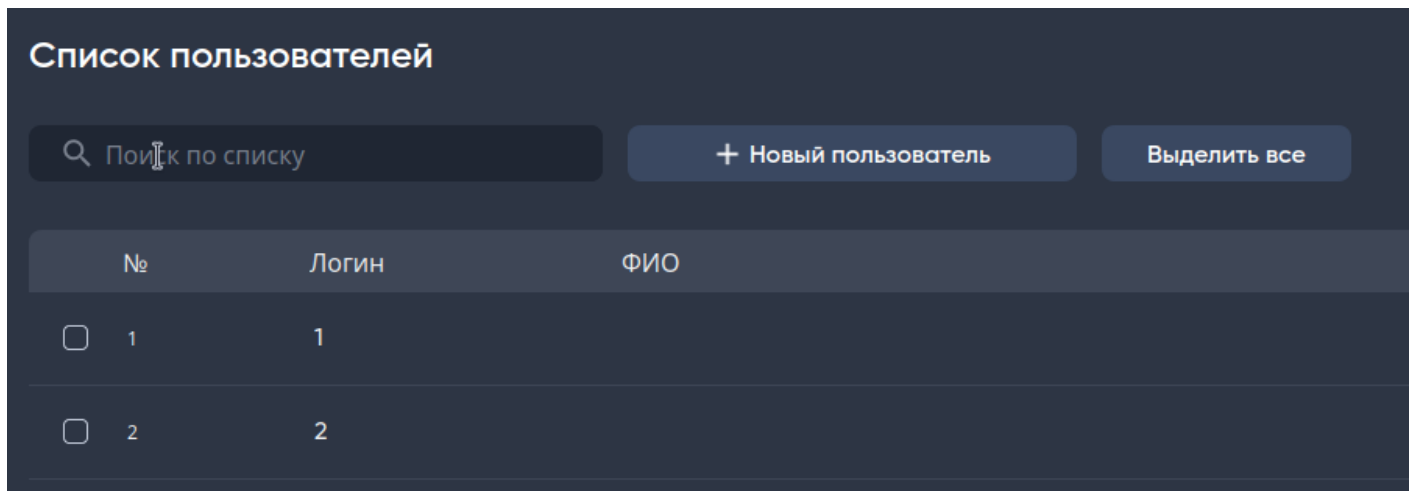 Список пользователей
Поиск по списку + Новый пользователь Выделить все
№ Логин ФИО
1 1
2 2